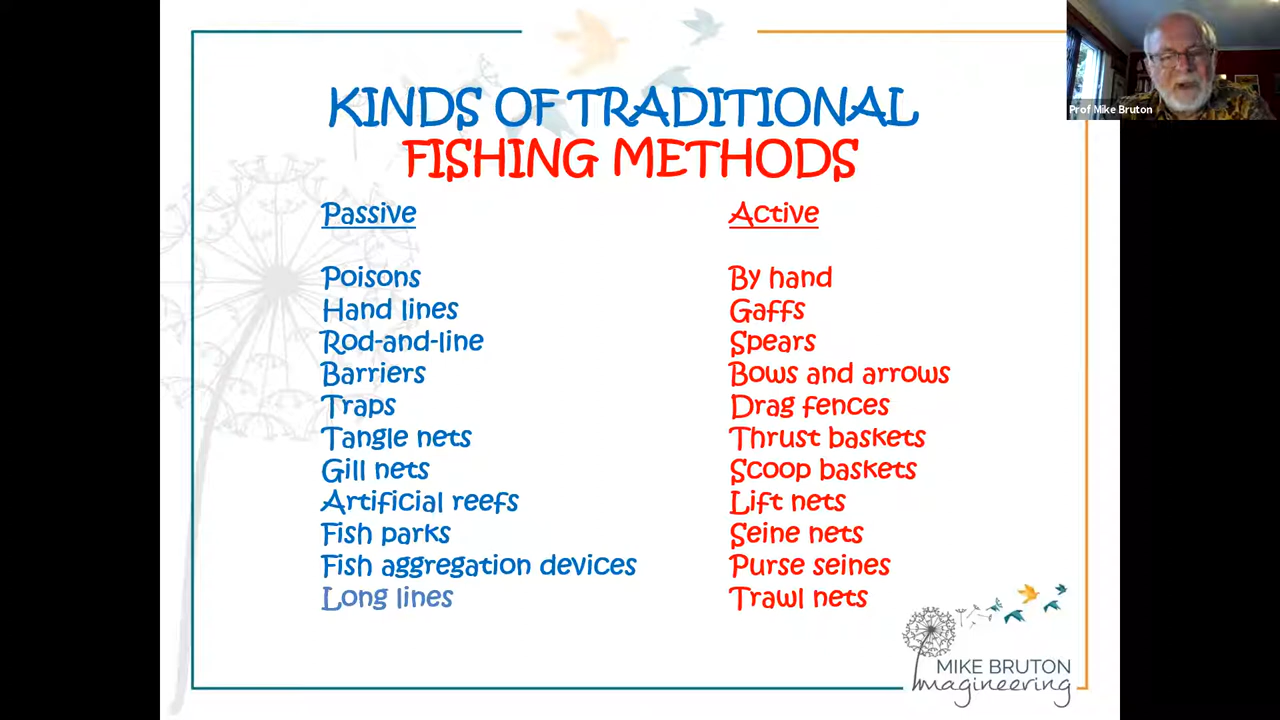 KINDS OF TRADITIONAL
FISHING METHODS
Prof Mike Bruton
Passive
Poisons
Hand lines
Rod-and-line
Barriers
Traps
Tangle nets
Gill nets
Artificial reefs
Fish parks
Fish aggregation devices
Long lines
Active
By hand
Gaffs
Spears
Bows and arrows
Drag fences
Thrust baskets
Scoop baskets
Lift nets
Seine nets
Purse seines
Trawl nets
MIKE BRUTON
Imagineering